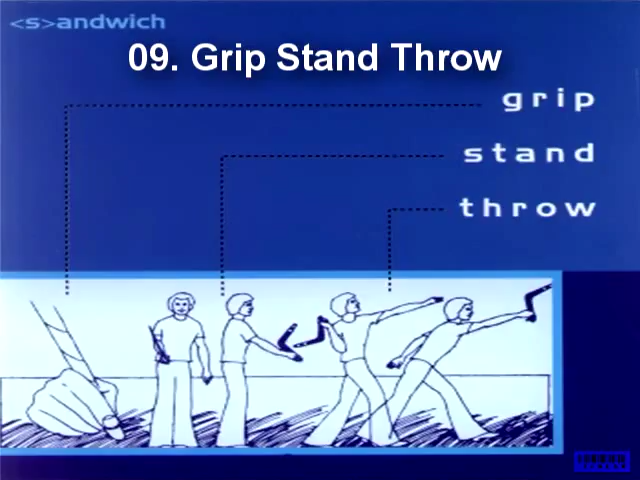 <s>andwich
09. Grip Stand Throw
grip
stand
throw